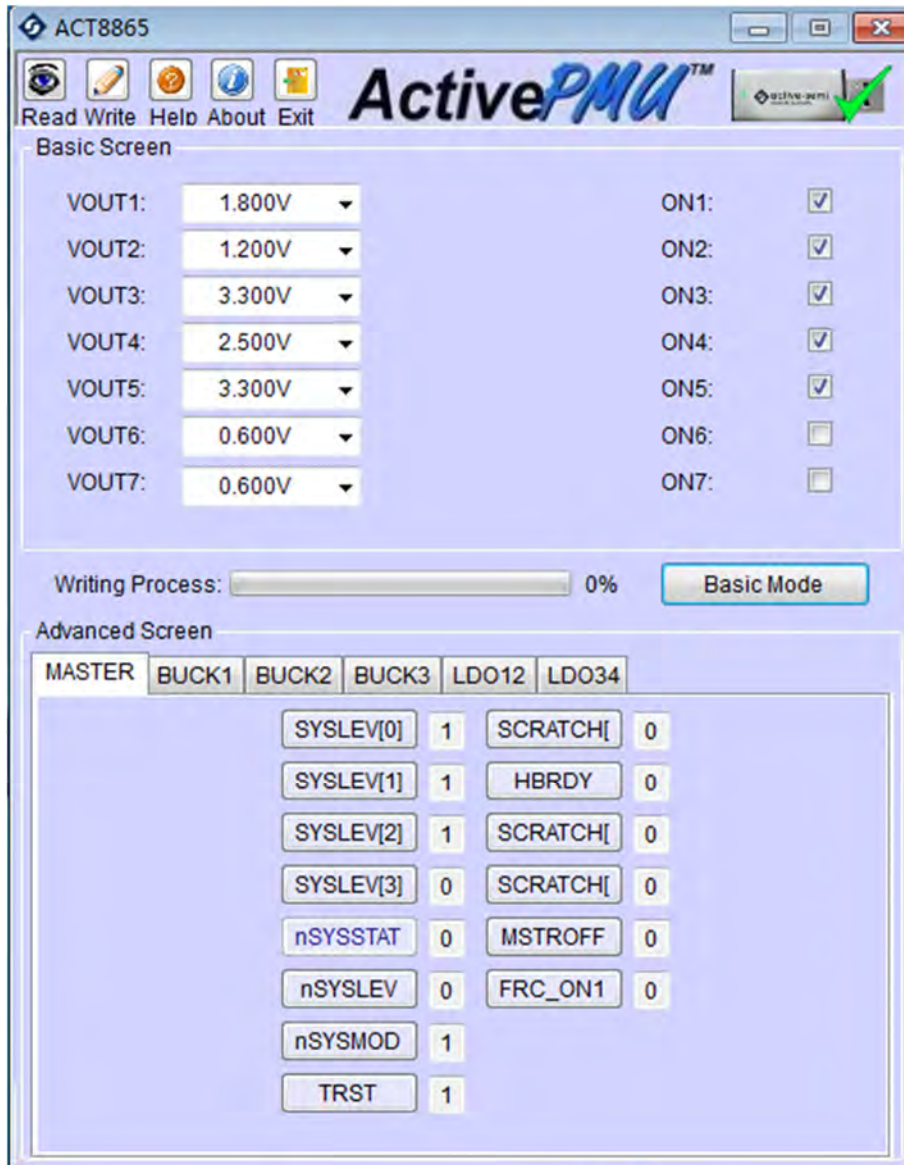 ACT8865
Read Write Help About Exit ActivePMU™ active-semi
Basic Screen
VOUT1: 1.800V ON1:
VOUT2: 1.200V ON2:
VOUT3: 3.300V ON3:
VOUT4: 2.500V ON4:
VOUT5: 3.300V ON5:
VOUT6: 0.600V ON6:
VOUT7: 0.600V ON7:
Writing Process: 0% Basic Mode
Advanced Screen
MASTER BUCK1 BUCK2 BUCK3 LDO12 LDO34
SYSLEV[0] 1 SCRATCH[ 0
SYSLEV[1] 1 HBRDY 0
SYSLEV[2] 1 SCRATCH[ 0
SYSLEV[3] 0 SCRATCH[ 0
nSYSSTAT 0 MSTROFF 0
nSYSLEV 0 FRC_ON1 0
nSYSMOD 1
TRST 1